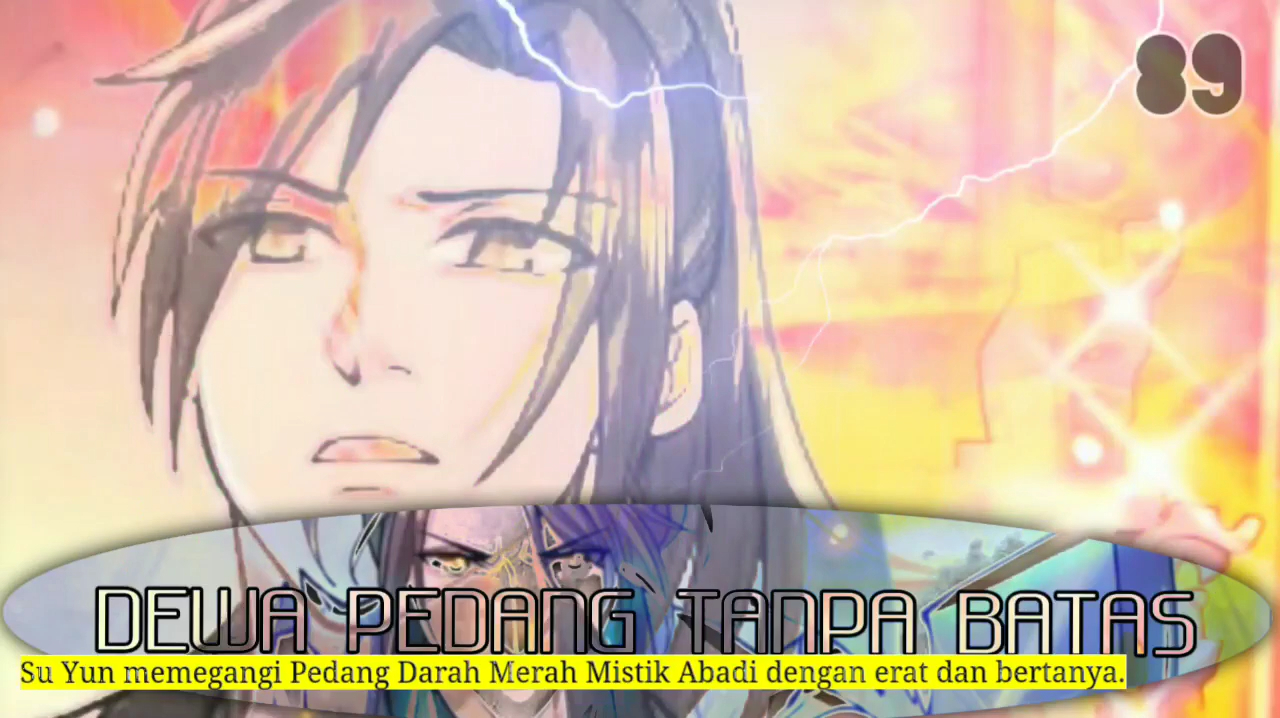 89
DEWA PEDANG TANPA BATAS
Su Yun memegangi Pedang Darah Merah Mistik Abadi dengan erat dan bertanya.